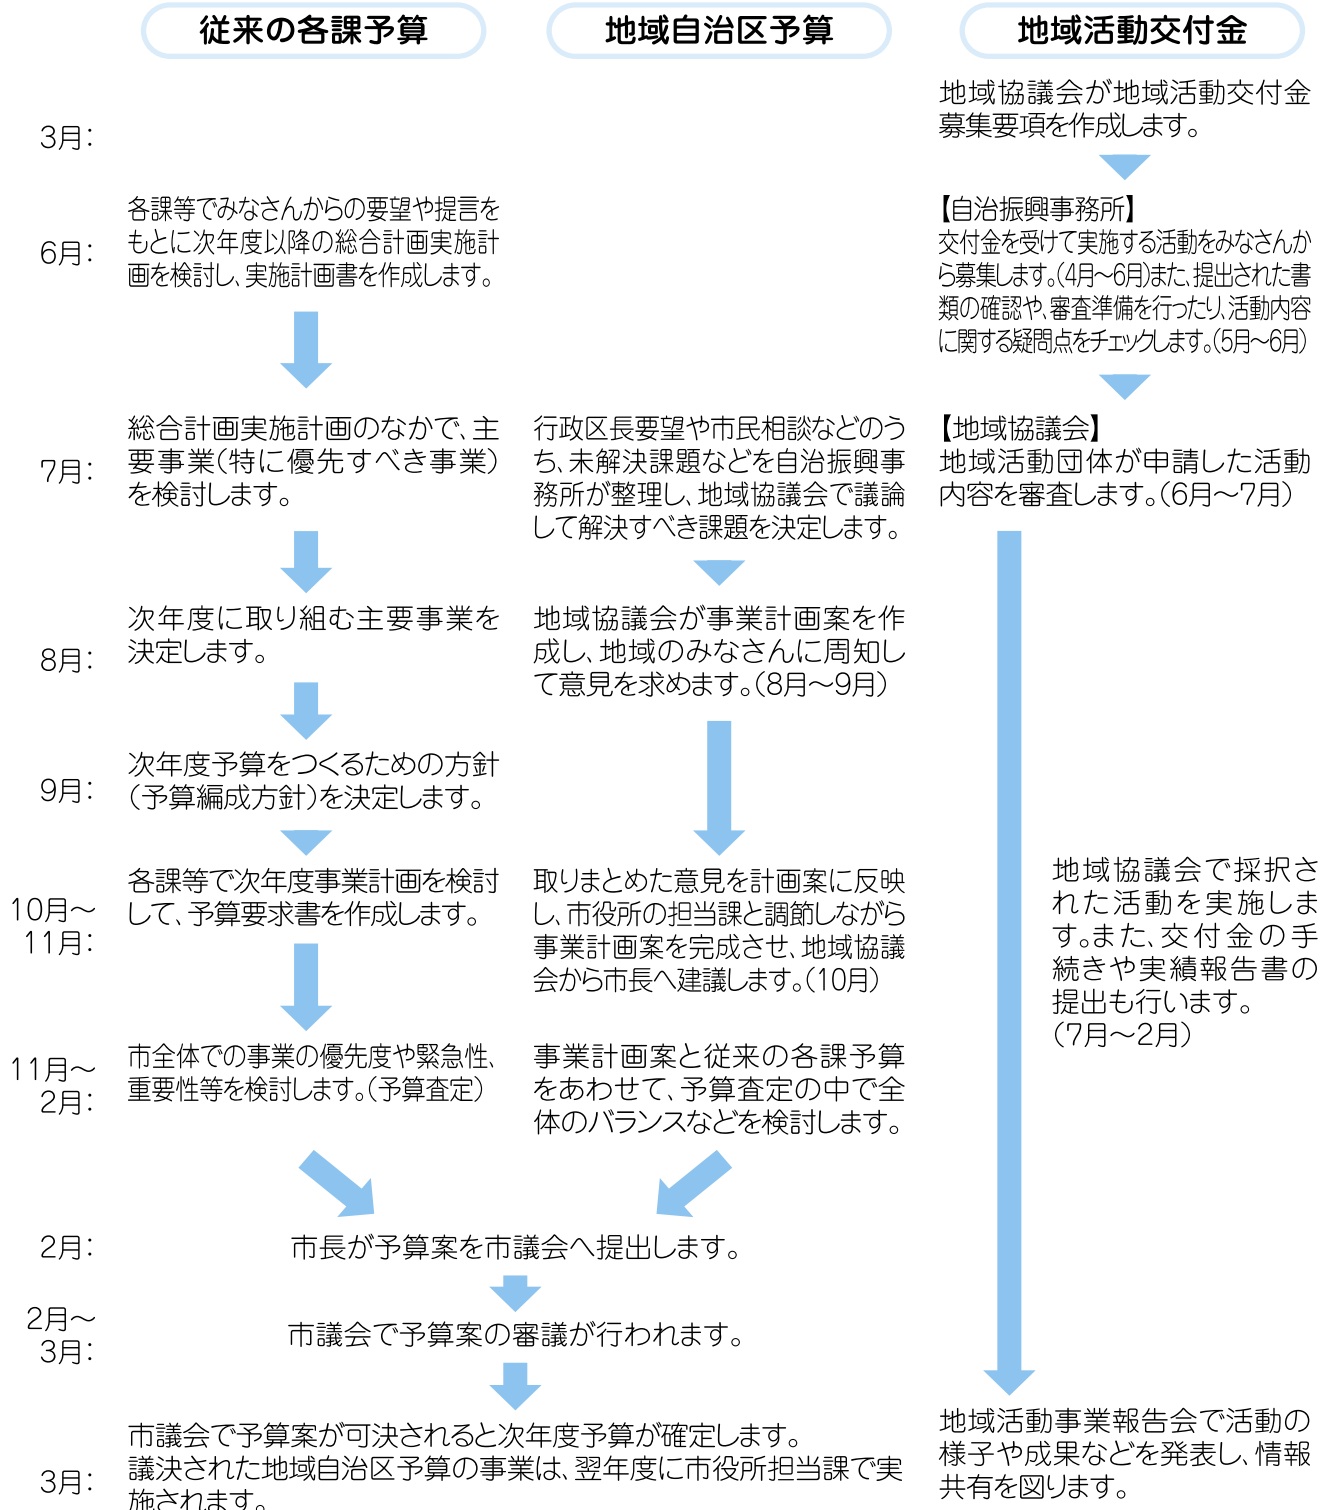 従来の各課予算
地域自治区予算
地域活動交付金
3月：
地域協議会が地域活動交付金
募集要項を作成します。
6月：
各課等でみなさんからの要望や提言を
もとに次年度以降の総合計画実施計
画を検討し、実施計画書を作成します。
【自治振興事務所】
交付金を受けて実施する活動をみなさんか
ら募集します。(4月～6月)また、提出された書
類の確認や、審査準備を行ったり、活動内容
に関する疑問点をチェックします。(5月～6月)
7月：
総合計画実施計画のなかで、主
要事業(特に優先すべき事業)
を検討します。
行政区長要望や市民相談などのう
ち、未解決課題などを自治振興事
務所が整理し、地域協議会で議論
して解決すべき課題を決定します。
【地域協議会】
地域活動団体が申請した活動
内容を審査します。(6月～7月)
8月：
次年度に取り組む主要事業を
決定します。
地域協議会が事業計画案を作
成し、地域のみなさんに周知し
て意見を求めます。(8月～9月)
9月：
次年度予算をつくるための方針
(予算編成方針)を決定します。
10月～
11月：
各課等で次年度事業計画を検討
して、予算要求書を作成します。
取りまとめた意見を計画案に反映
し、市役所の担当課と調節しながら
事業計画案を完成させ、地域協議
会から市長へ建議します。(10月)
地域協議会で採択さ
れた活動を実施しま
す。また、交付金の手
続きや実績報告書の
提出も行います。
(7月～2月)
11月～
2月：
市全体での事業の優先度や緊急性、
重要性等を検討します。(予算査定)
事業計画案と従来の各課予算
をあわせて、予算査定の中で全
体のバランスなどを検討します。
2月：
市長が予算案を市議会へ提出します。
2月～
3月：
市議会で予算案の審議が行われます。
3月：
市議会で予算案が可決されると次年度予算が確定します。
議決された地域自治区予算の事業は、翌年度に市役所担当課で実
施されます。
地域活動事業報告会で活動の
様子や成果などを発表し、情報
共有を図ります。